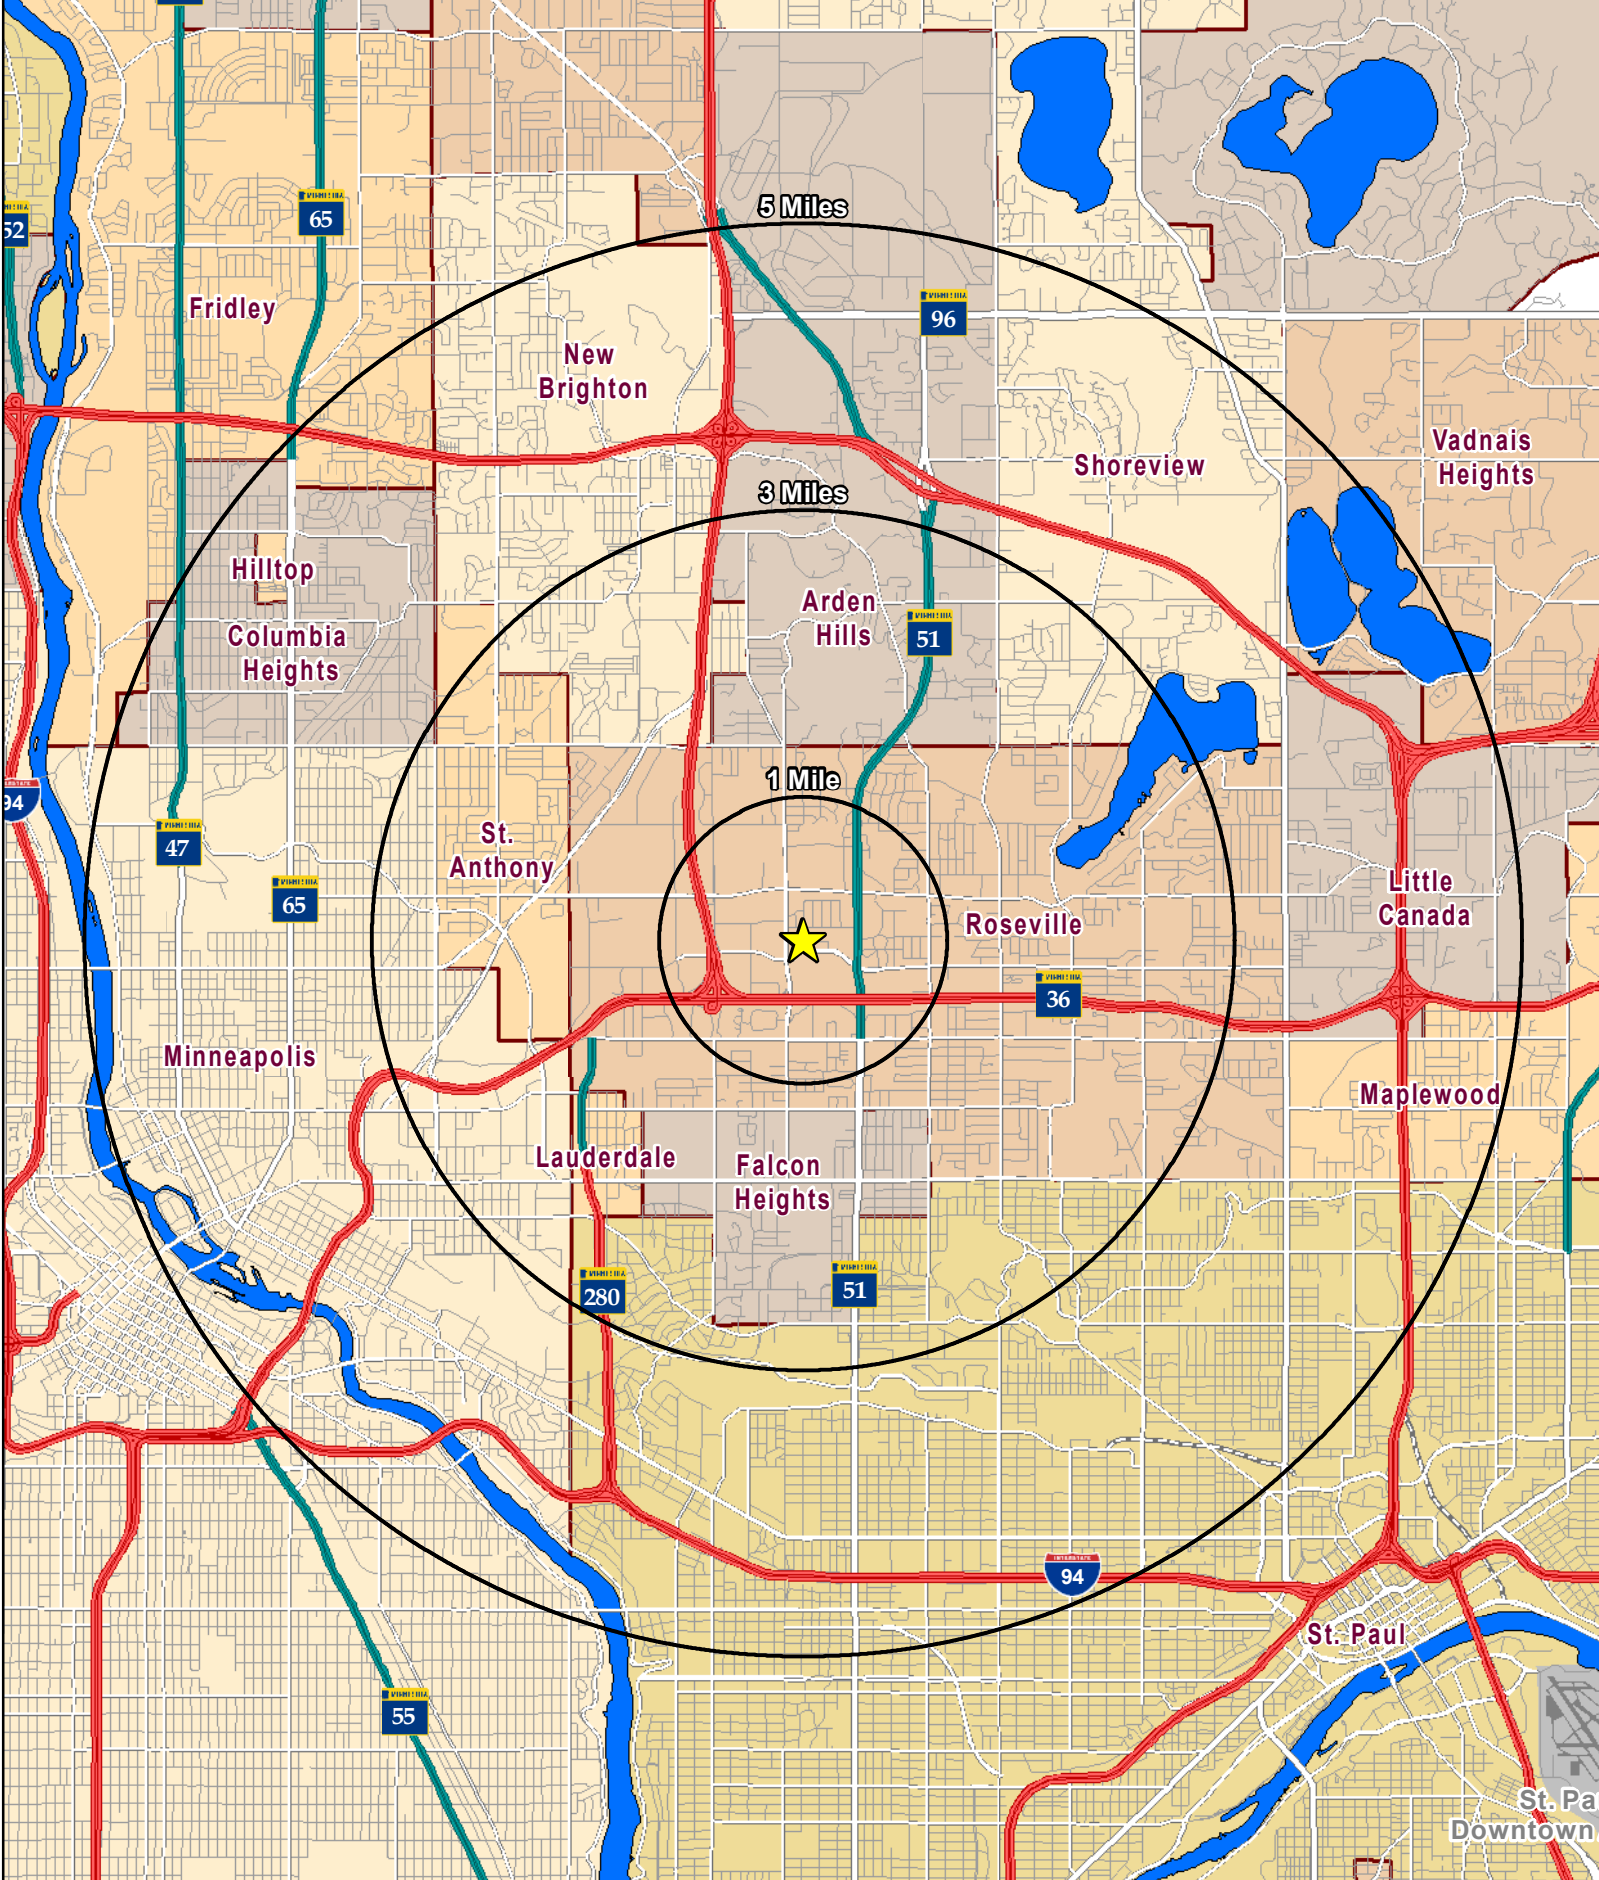 5 Miles
65
52
Fridley
96
New
Brighton
Vadnais
Heights
Shoreview
3 Miles
Hilltop
Arden
Hills
51
Columbia
Heights
1 Mile
INTERSTATE
94
47
St.
Anthony
65
Little
Canada
Roseville
36
Minneapolis
Maplewood
Lauderdale
Falcon
Heights
280
51
INTERSTATE
94
St. Paul
55
St. Pa
Downtown